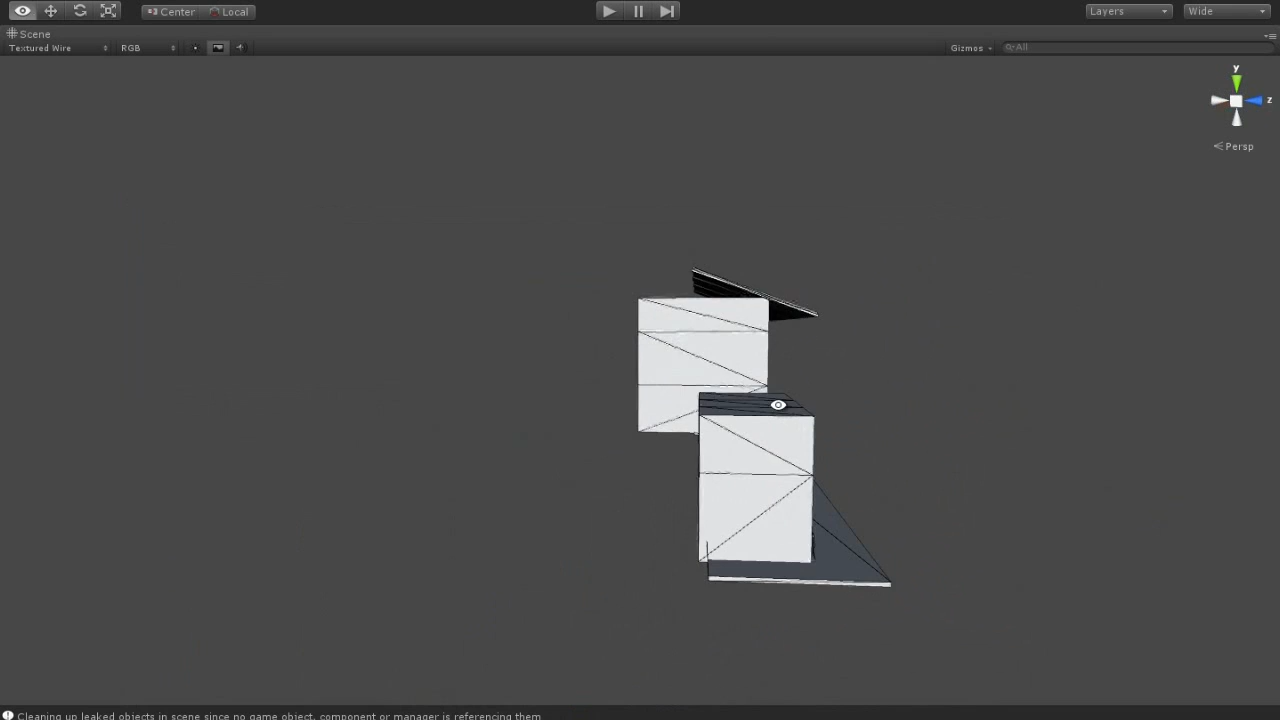 Center Local Layers Wide
Scene
Textured Wire RGB Gizmos All
y
z
Persp
Cleaning up leaked objects in scene since no game object, component or manager is referencing them